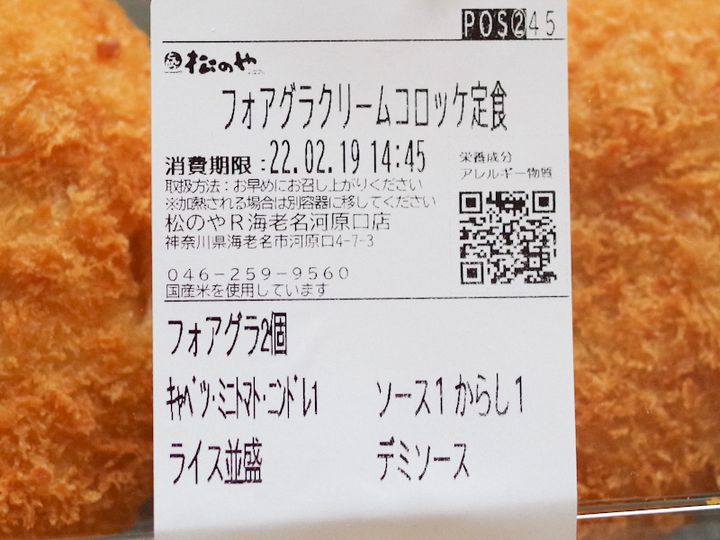 POS②45
松のや
フォアグラクリームコロッケ定食
消費期限:22.02.19 14:45
栄養成分
アレルギー物質
取扱方法:お早めにお召し上がりください
※加熱される場合は別容器に移してください
松のやR海老名河原口店
神奈川県海老名市河原口4-7-3
046-259-9560
国産米を使用しています
フォアグラ2個
キャベツ・ミニトマト・ニンドレ1 ソース1からし1
ライス並盛 デミソース